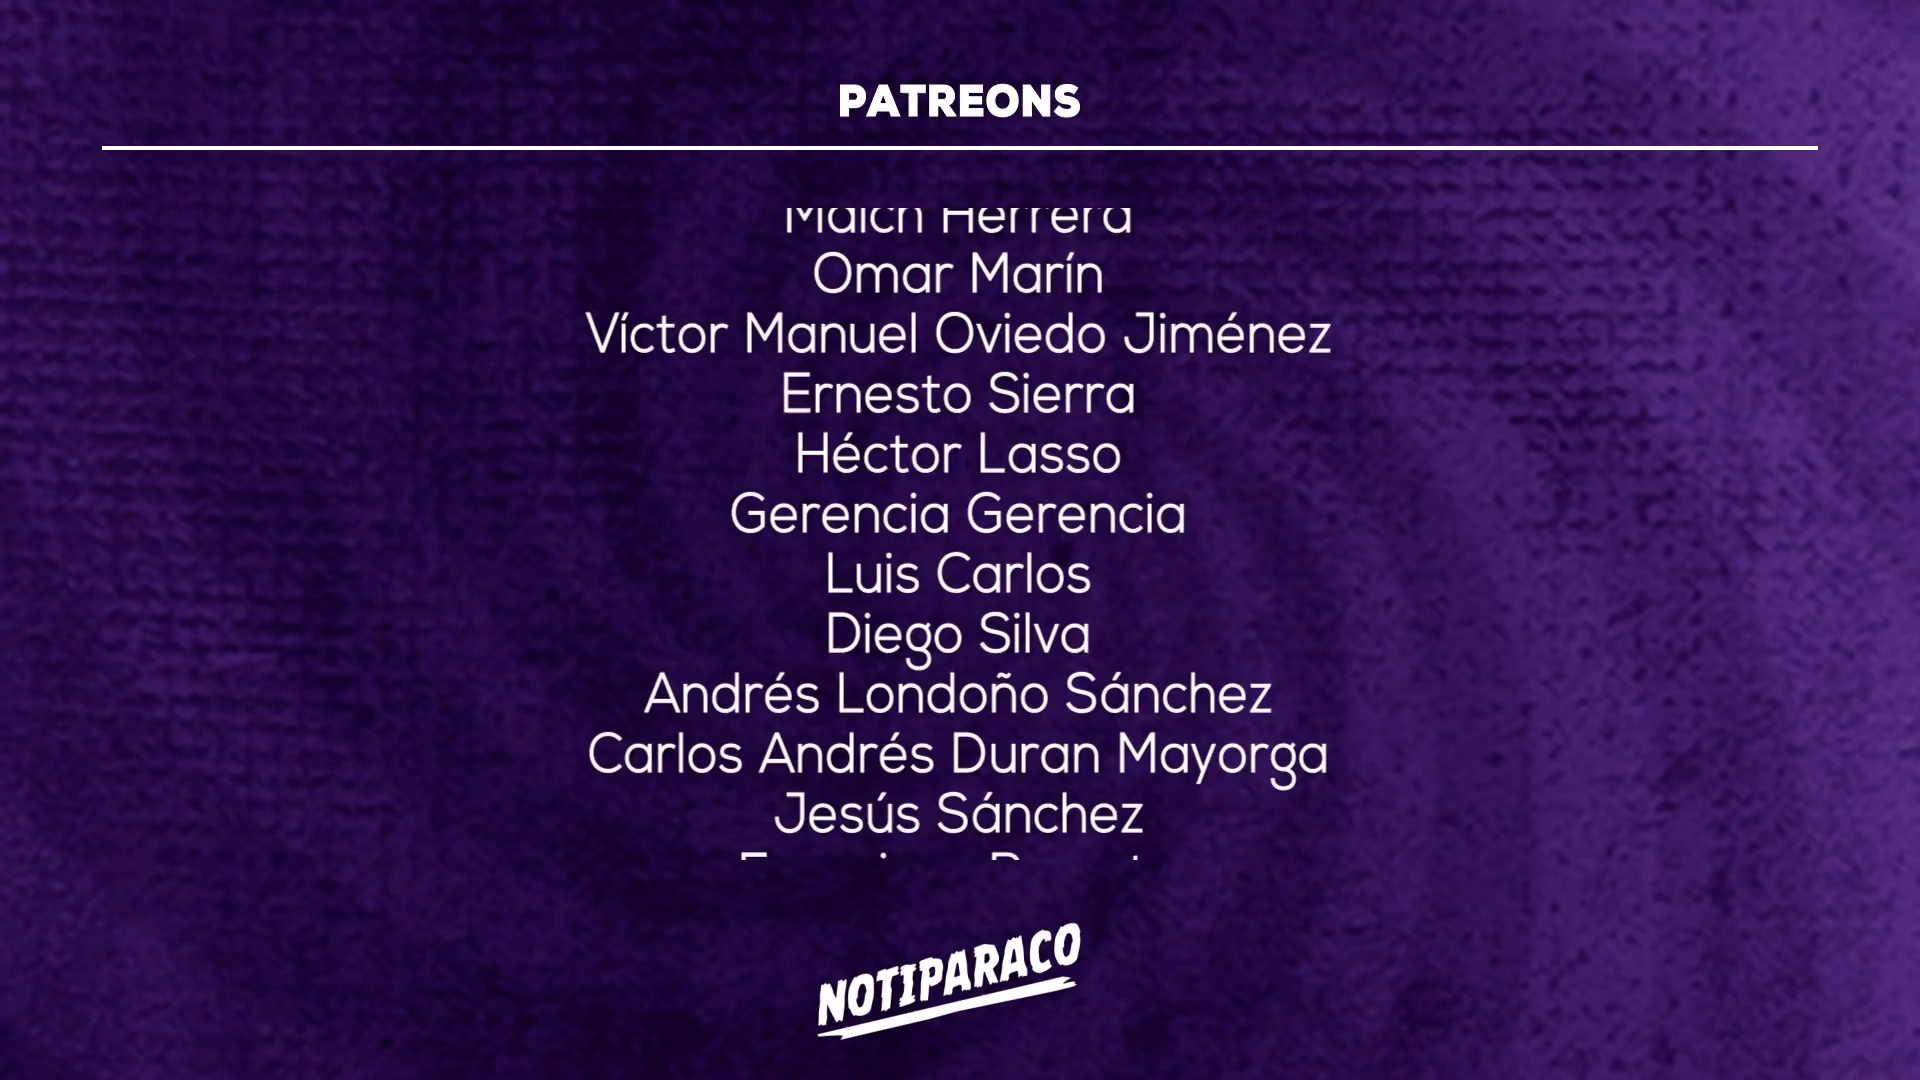 PATREONS
Herrera
Omar Marín
Víctor Manuel Oviedo Jiménez
Ernesto Sierra
Héctor Lasso
Gerencia Gerencia
Luis Carlos
Diego Silva
Andrés Londoño Sánchez
Carlos Andrés Duran Mayorga
Jesús Sánchez
NOTIPARACO